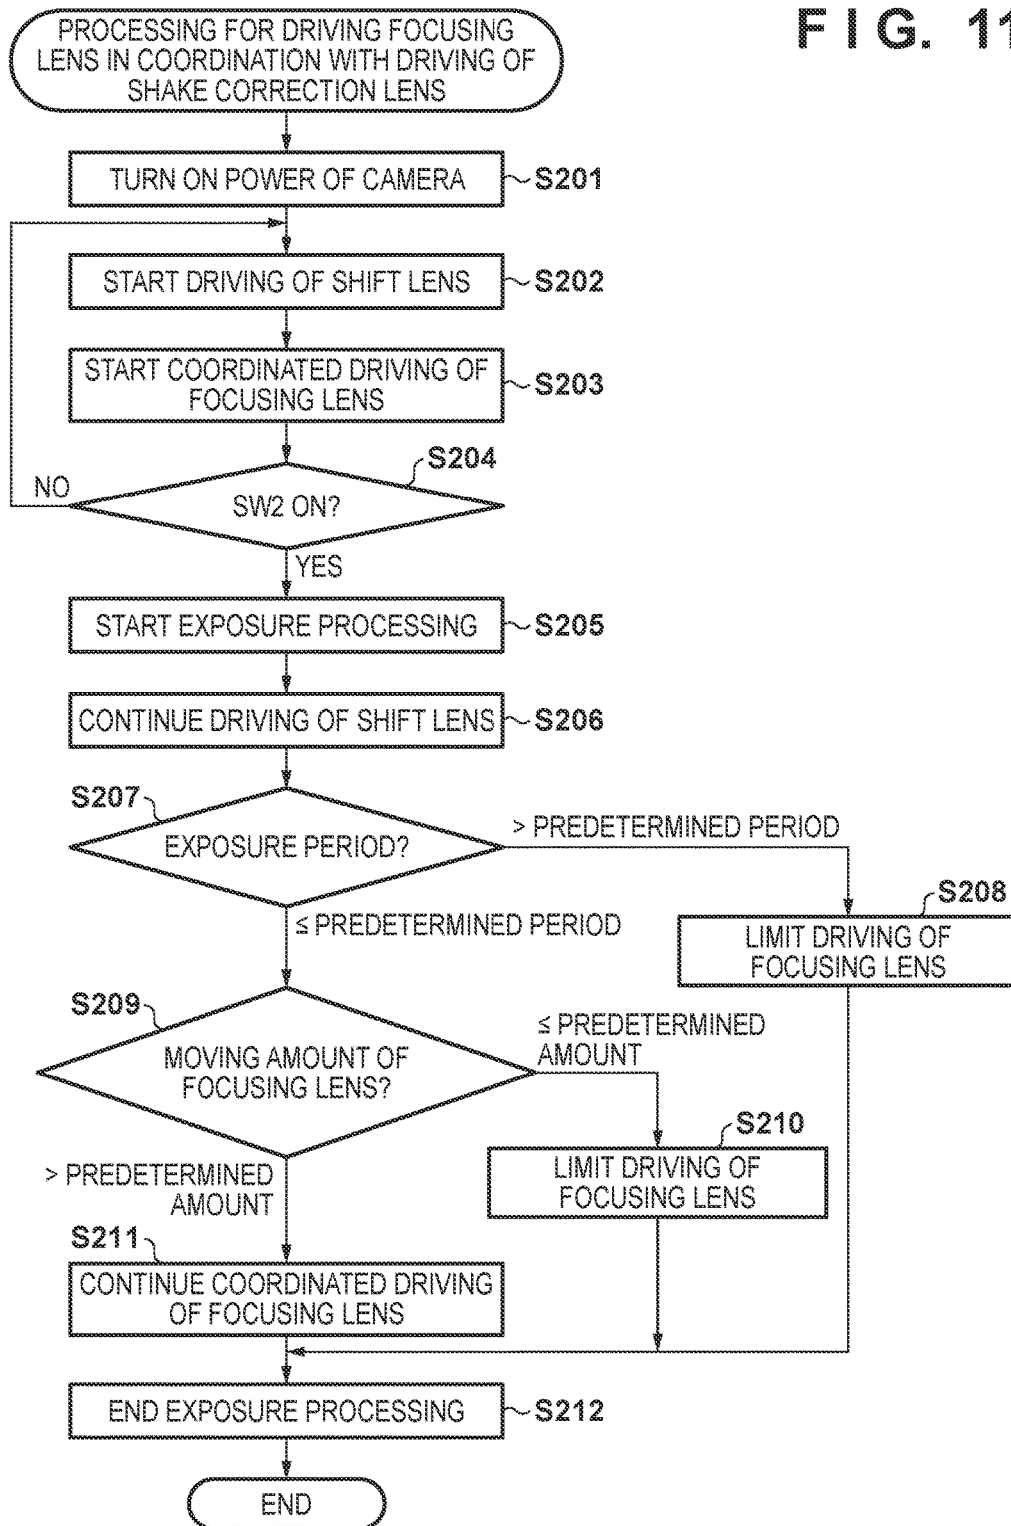 FIG. 11
PROCESSING FOR DRIVING FOCUSING
LENS IN COORDINATION WITH DRIVING OF
SHAKE CORRECTION LENS
TURN ON POWER OF CAMERA
S201
START DRIVING OF SHIFT LENS
S202
START COORDINATED DRIVING OF
FOCUSING LENS
S203
S204
NO
SW2 ON?
YES
START EXPOSURE PROCESSING
S205
CONTINUE DRIVING OF SHIFT LENS
S206
S207
EXPOSURE PERIOD?
> PREDETERMINED PERIOD
≤ PREDETERMINED PERIOD
S208
LIMIT DRIVING OF
FOCUSING LENS
S209
MOVING AMOUNT OF
FOCUSING LENS?
≤ PREDETERMINED
AMOUNT
S210
LIMIT DRIVING OF
FOCUSING LENS
> PREDETERMINED
AMOUNT
S211
CONTINUE COORDINATED DRIVING
OF FOCUSING LENS
END EXPOSURE PROCESSING
S212
END